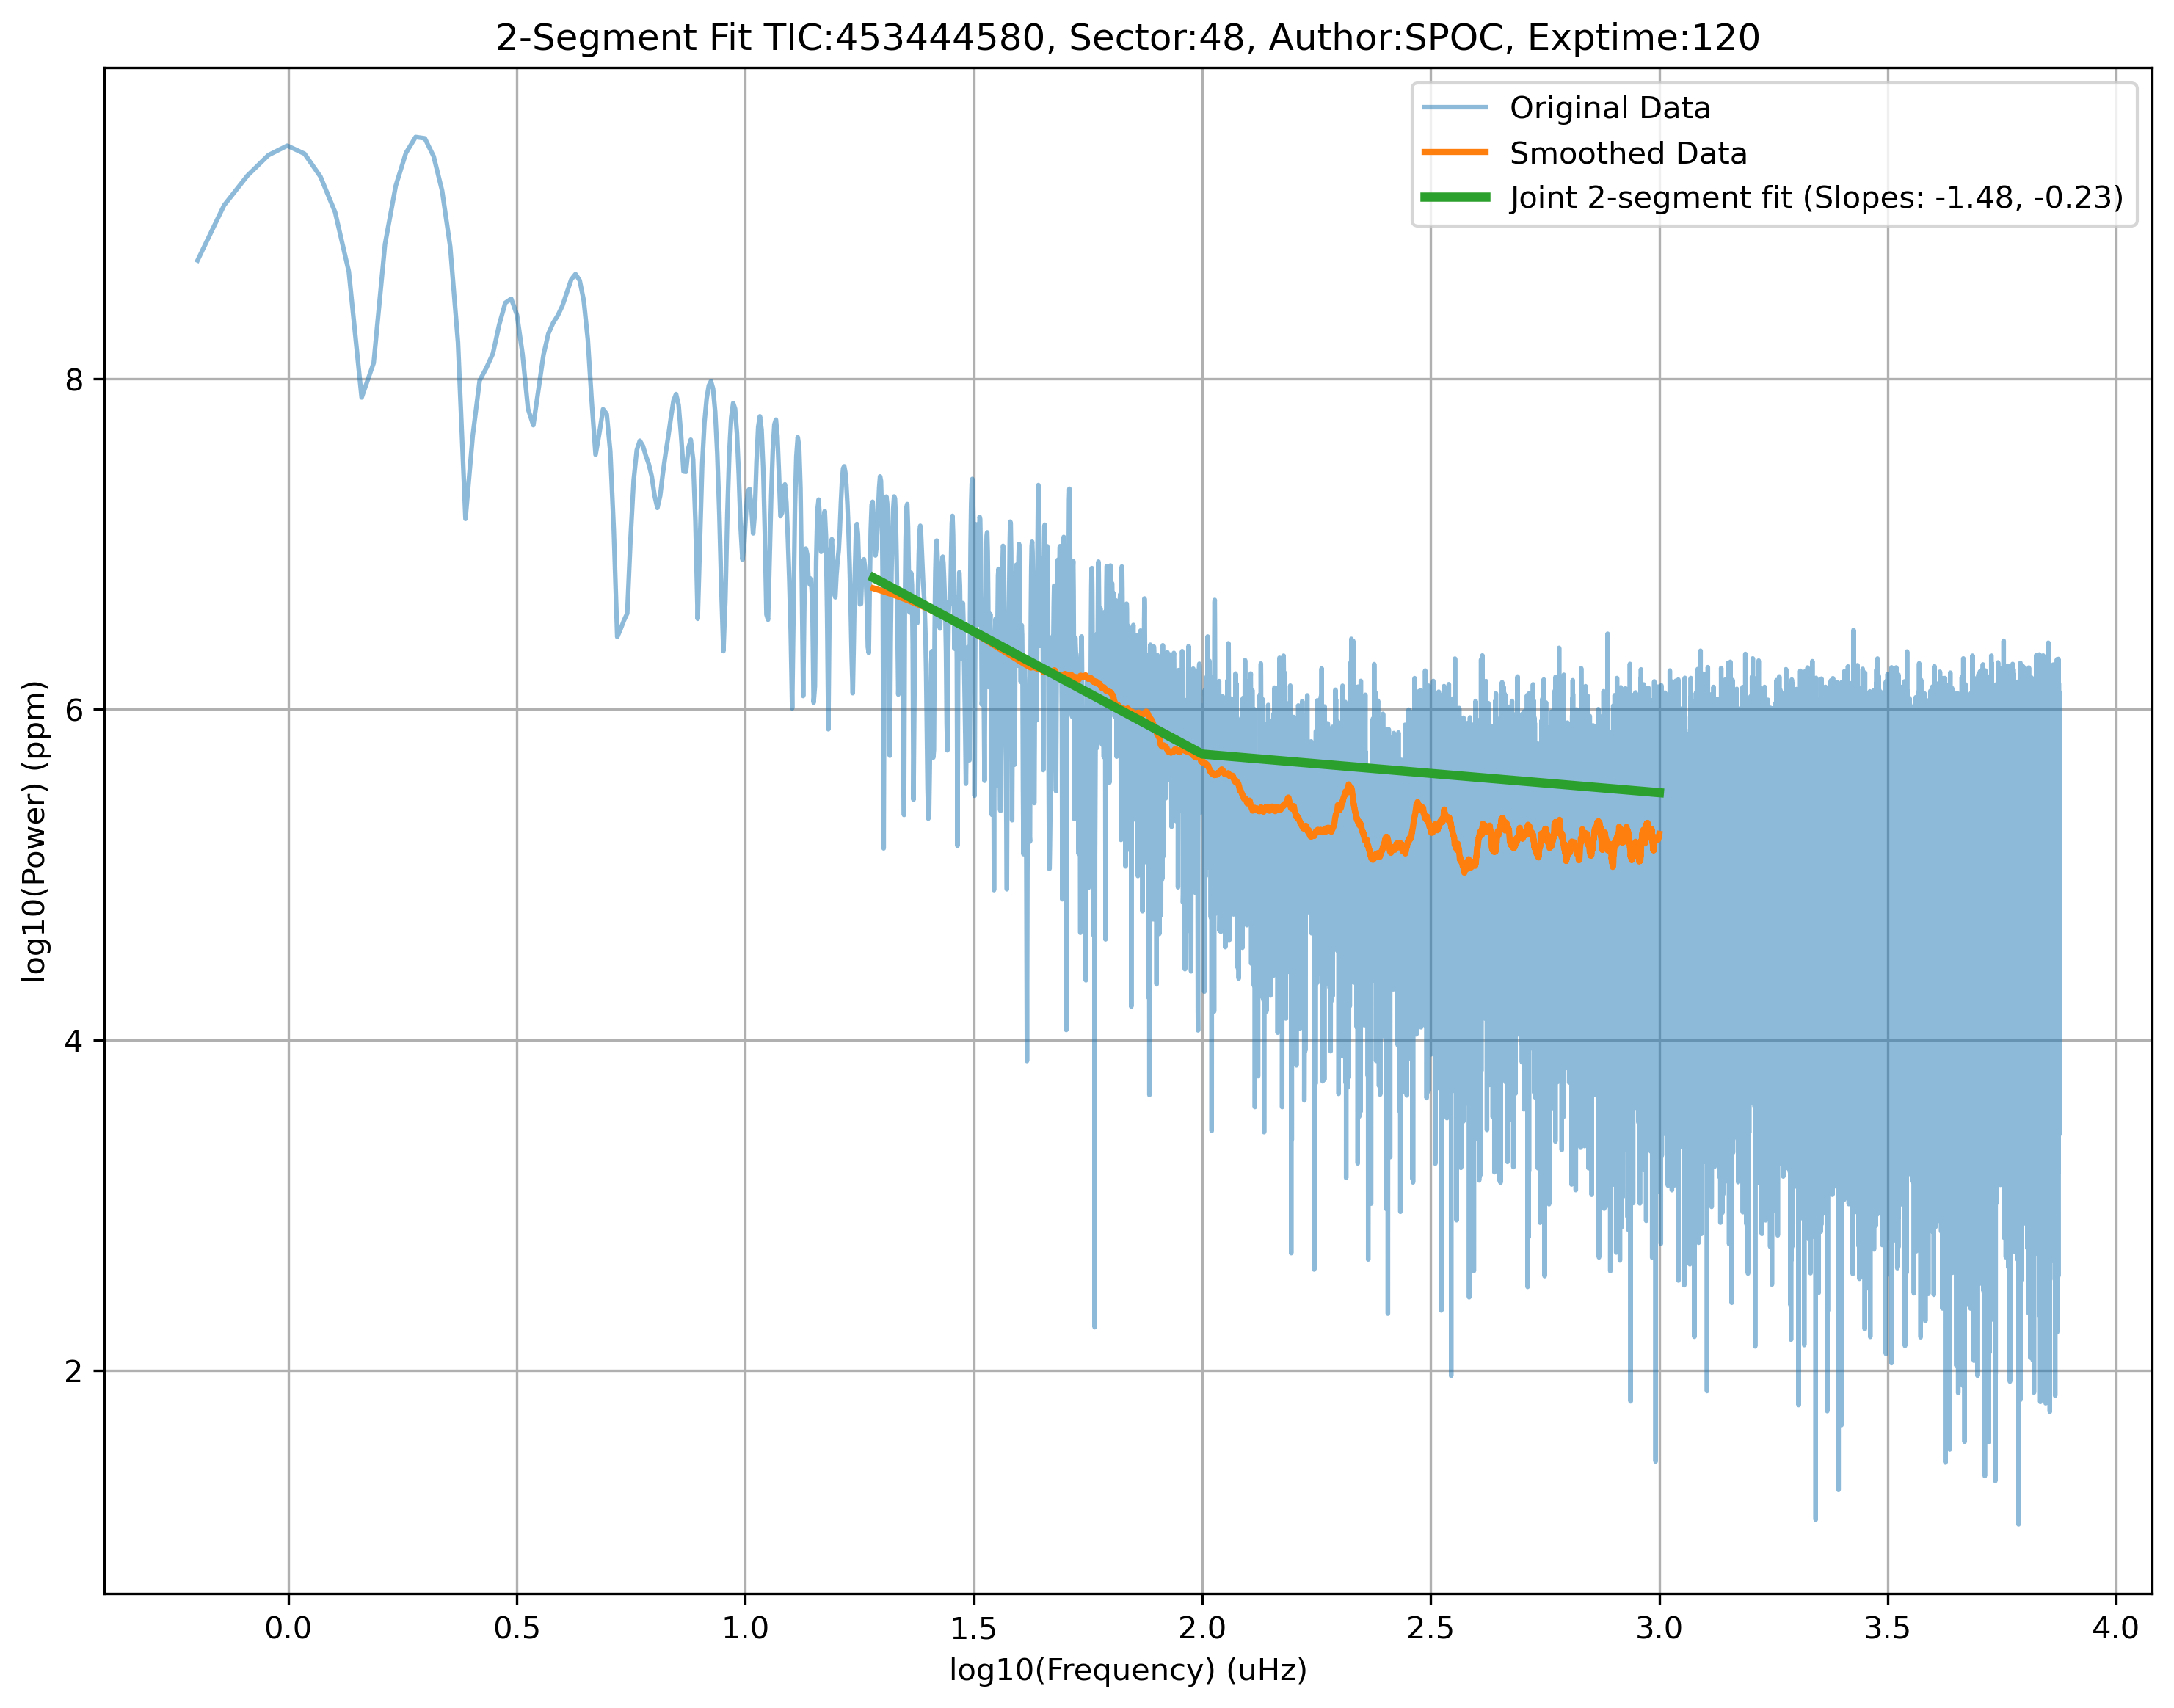 2-Segment Fit TIC:453444580, Sector:48, Author:SPOC, Exptime:120
Original Data
Smoothed Data
Joint 2-segment fit (Slopes: -1.48, -0.23)
log10(Power) (ppm)
8
6
4
2
0.0 0.5 1.0 1.5 2.0 2.5 3.0 3.5 4.0
log10(Frequency) (uHz)